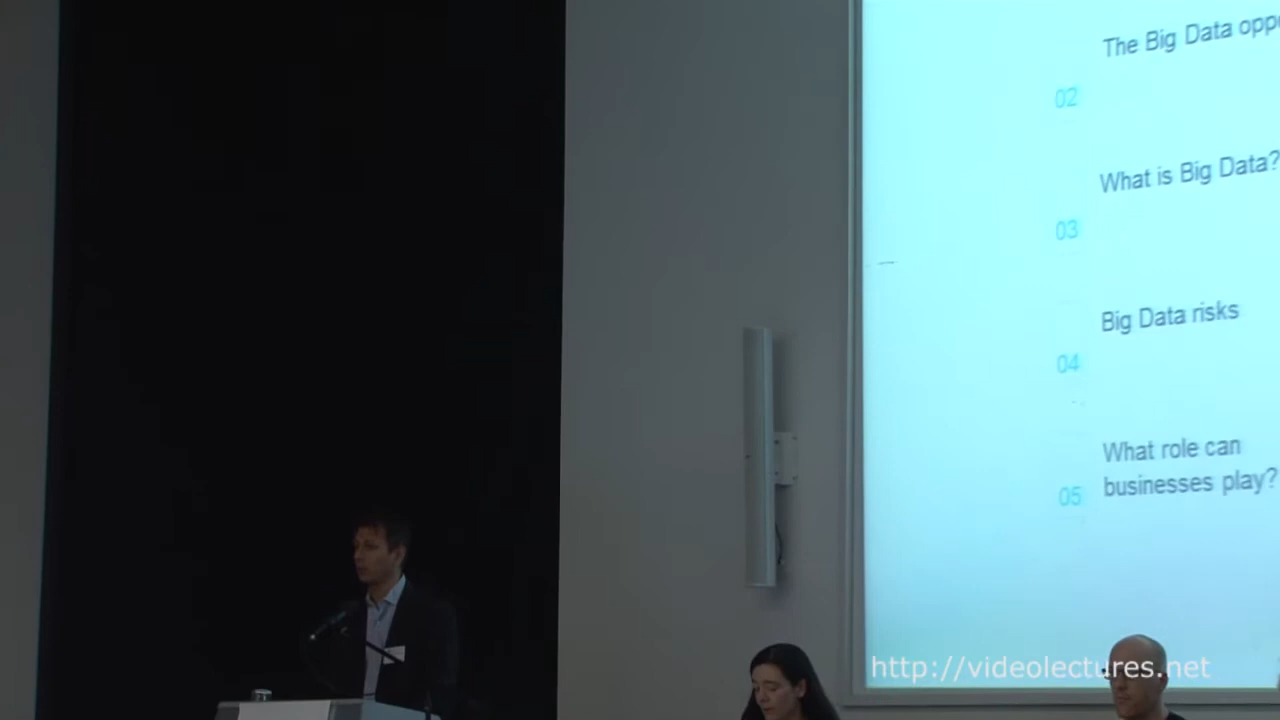 The Big Data
02
What is Big Data?
03
Big Data risks
04
What role can
businesses play?
05
http://videolectures.net